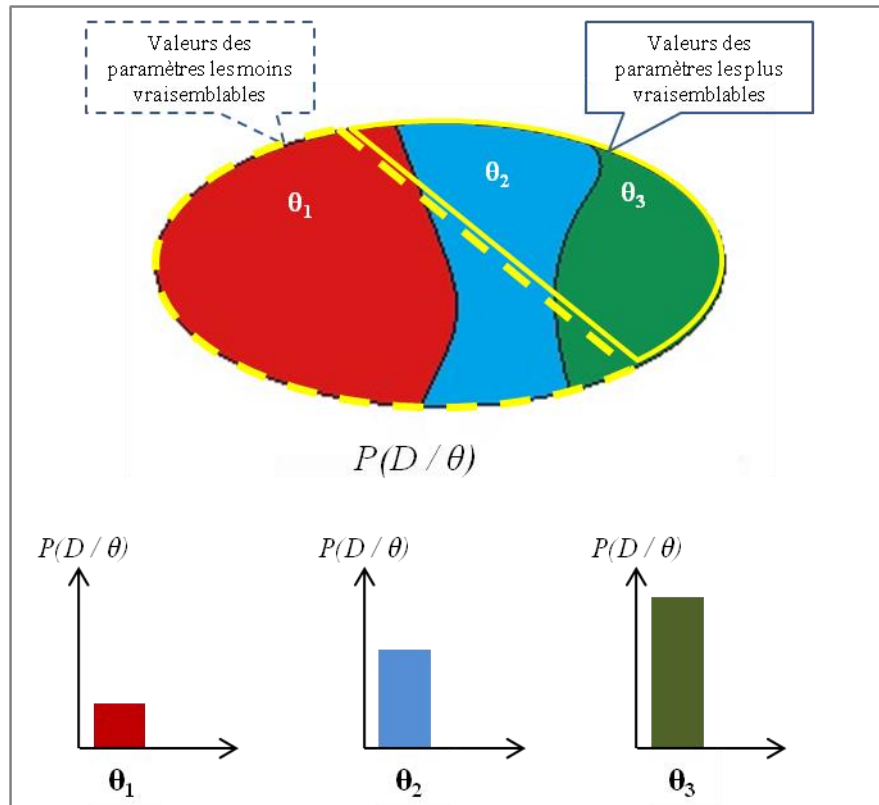 Valeurs des
paramètres les moins
vraisemblables
Valeurs des
paramètres les plus
vraisemblables
θ1
θ2
θ3
P(D / θ)
P(D / θ)
P(D / θ)
P(D / θ)
θ1
θ2
θ3